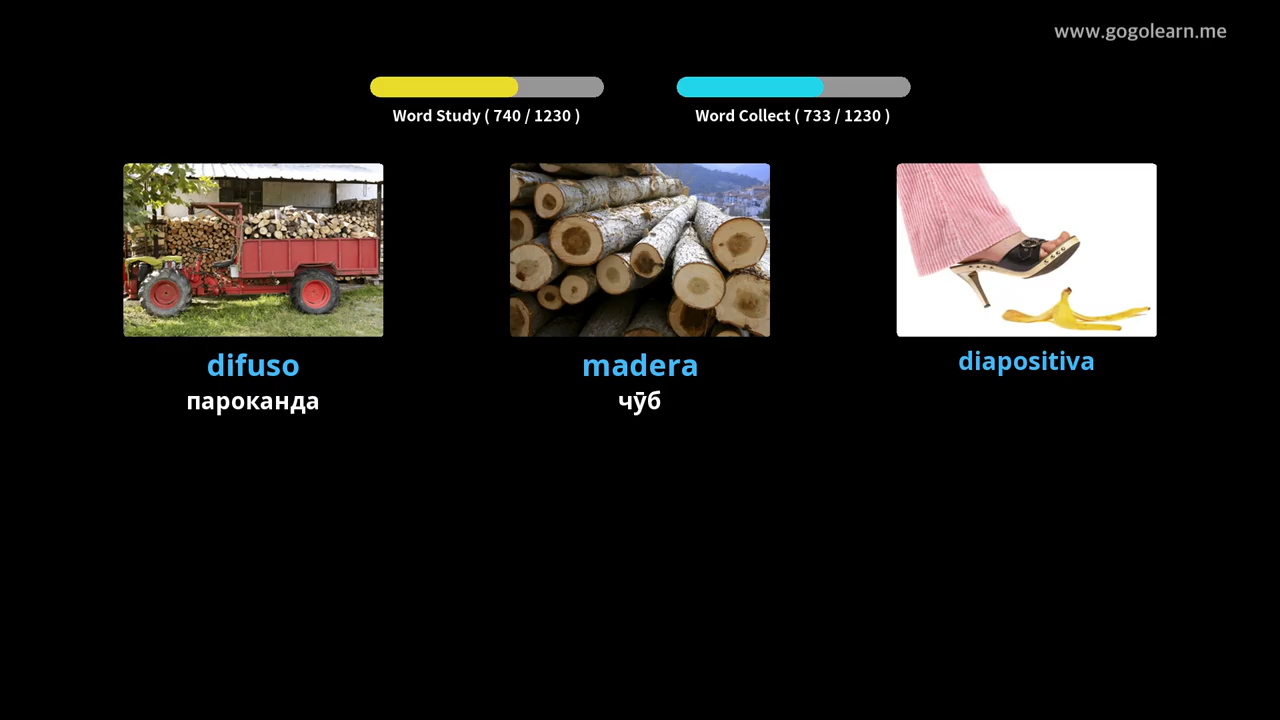 www.gogolearn.me
Word Study ( 740 / 1230 )
Word Collect ( 733 / 1230 )
difuso
madera
diapositiva
пароканда
чӯб